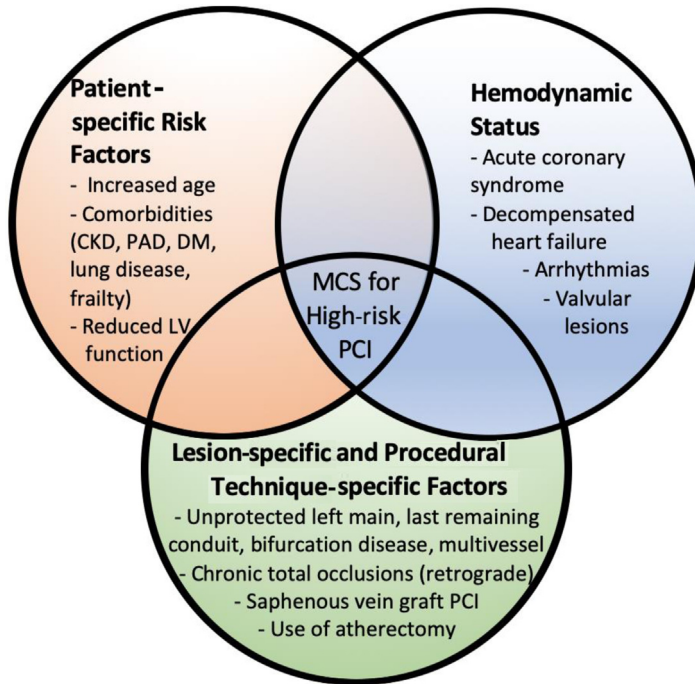 Patient-
specific Risk
Factors
- Increased age
- Comorbidities
(CKD, PAD, DM,
lung disease,
frailty)
- Reduced LV
function
Hemodynamic
Status
- Acute coronary
syndrome
- Decompensated
heart failure
- Arrhythmias
- Valvular
lesions
MCS for
High-risk
PCI
Lesion-specific and Procedural
Technique-specific Factors
- Unprotected left main, last remaining
conduit, bifurcation disease, multivessel
- Chronic total occlusions (retrograde)
- Saphenous vein graft PCI
- Use of atherectomy